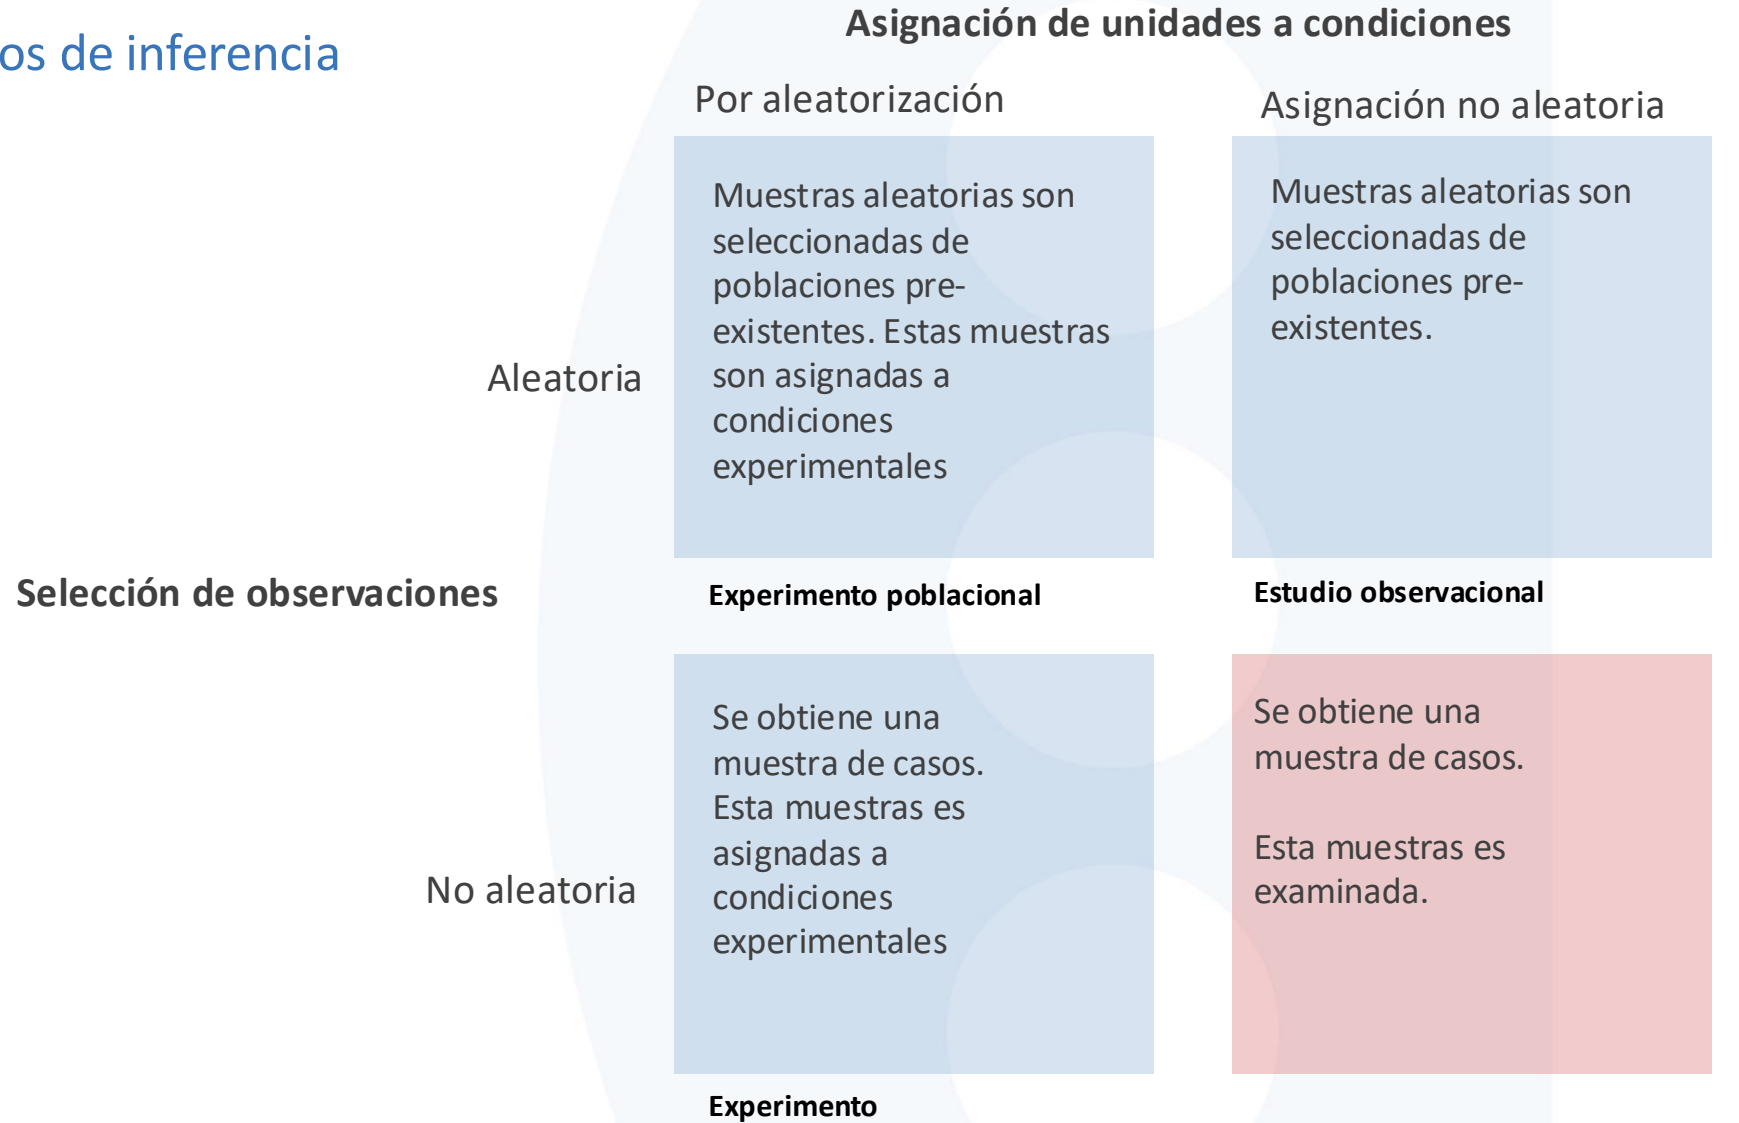 os de inferencia
Asignación de unidades a condiciones
Por aleatorización
Asignación no aleatoria
Aleatoria
Muestras aleatorias son
seleccionadas de
poblaciones pre-
existentes. Estas muestras
son asignadas a
condiciones
experimentales
Muestras aleatorias son
seleccionadas de
poblaciones pre-
existentes.
Selección de observaciones
Experimento poblacional
Estudio observacional
No aleatoria
Se obtiene una
muestra de casos.
Esta muestras es
asignadas a
condiciones
experimentales
Se obtiene una
muestra de casos.
Esta muestras es
examinada.
Experimento